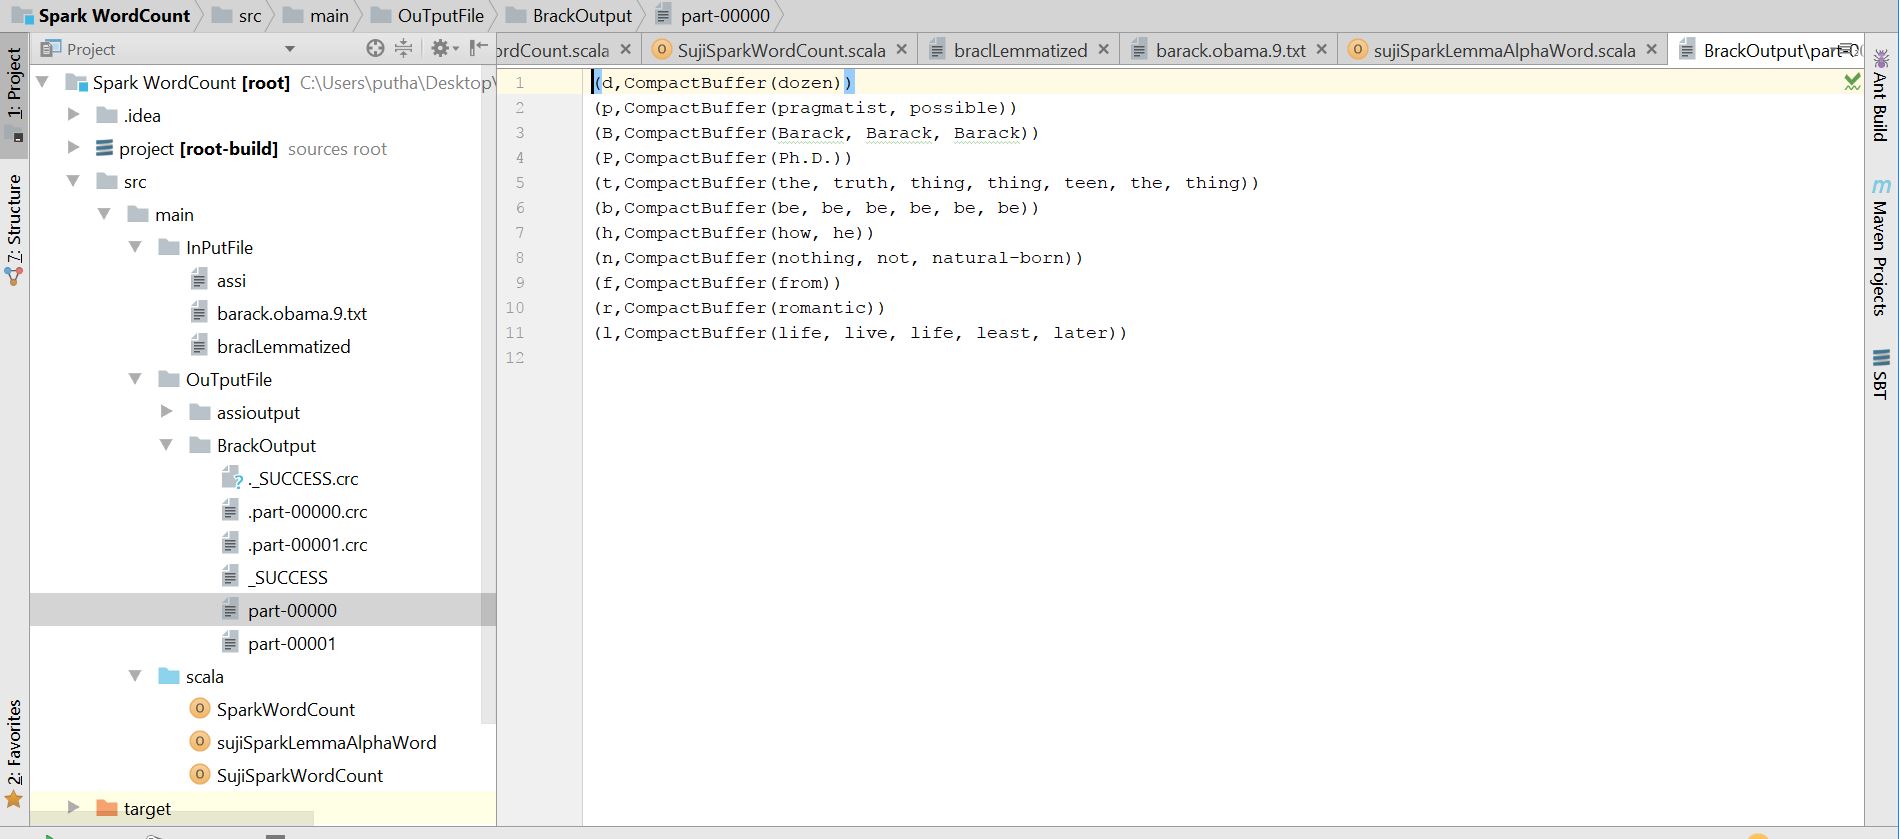 Spark WordCount src main OuTputFile BrackOutput part-00000
Project
rdCount.scala SujiSparkWordCount.scala braclLemmatized barack.obama.9.txt sujiSparkLemmaAlphaWord.scala BrackOutput\part-0
1: Project
7: Structure
2: Favorites
Spark WordCount [root] C:\Users\putha\Desktop\
.idea
project [root-build] sources root
src
main
InPutFile
assi
barack.obama.9.txt
braclLemmatized
OuTputFile
assioutput
BrackOutput
._SUCCESS.crc
.part-00000.crc
.part-00001.crc
_SUCCESS
part-00000
part-00001
scala
SparkWordCount
sujiSparkLemmaAlphaWord
SujiSparkWordCount
target
1 (d,CompactBuffer(dozen))
2 (p,CompactBuffer(pragmatist, possible))
3 (B,CompactBuffer(Barack, Barack, Barack))
4 (P,CompactBuffer(Ph.D.))
5 (t,CompactBuffer(the, truth, thing, thing, teen, the, thing))
6 (b,CompactBuffer(be, be, be, be, be, be))
7 (h,CompactBuffer(how, he))
8 (n,CompactBuffer(nothing, not, natural-born))
9 (f,CompactBuffer(from))
10 (r,CompactBuffer(romantic))
11 (l,CompactBuffer(life, live, life, least, later))
12
Ant Build
Maven Projects
SBT